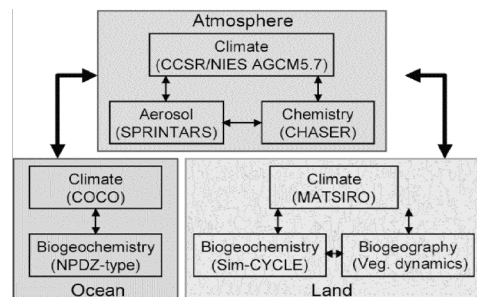 Atmosphere
Climate
(CCSR/NIES AGCM5.7)
Aerosol
(SPRINTARS)
Chemistry
(CHASER)
Climate
(COCO)
Biogeochemistry
(NPDZ-type)
Ocean
Climate
(MATSIRO)
Biogeochemistry
(Sim-CYCLE)
Biogeography
(Veg. dynamics)
Land